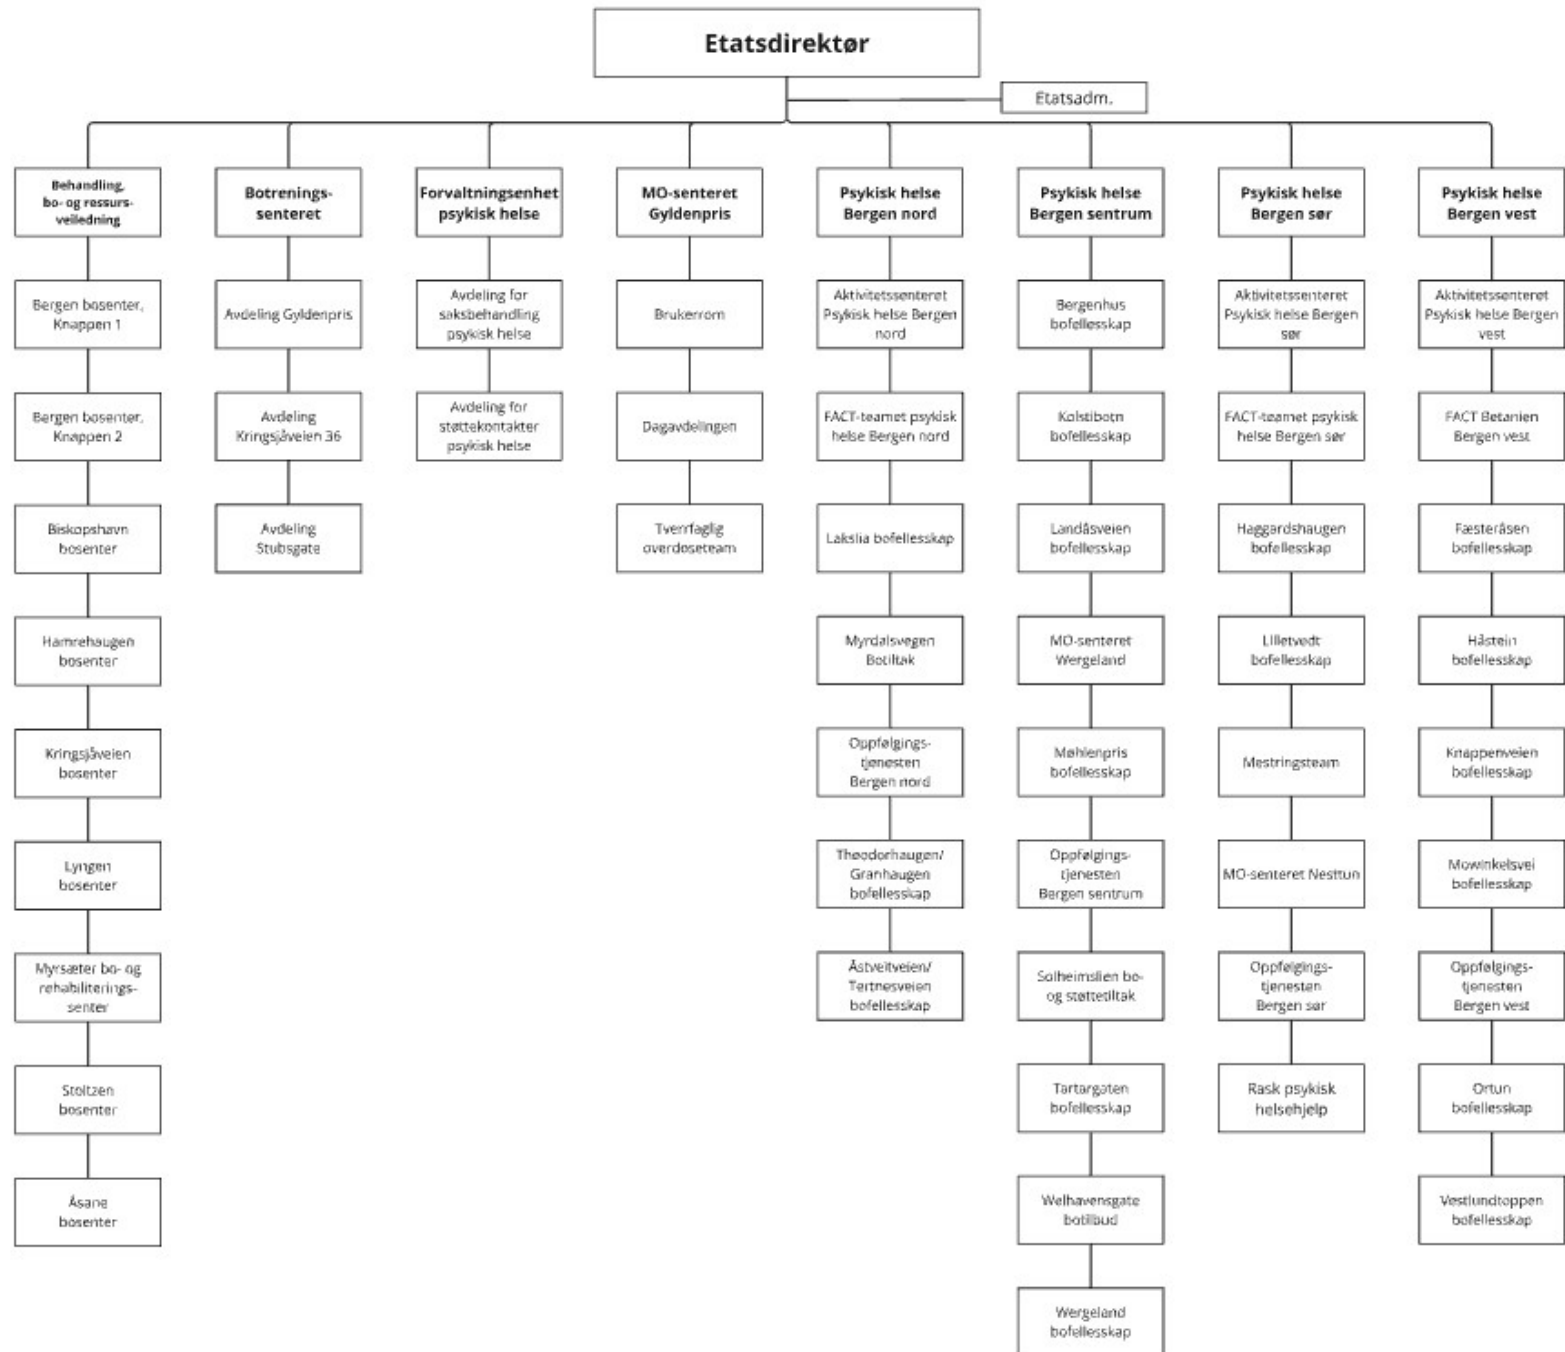 Etatsdirektør
Etatsadm.
Behandling,
bo- og ressurs-
veiledning
Bergen bosenter,
Knappen 1
Bergen bosenter,
Knappen 2
Biskopshavn
bosenter
Hamrehaugen
bosenter
Kringsjåveien
bosenter
Lyngen
bosenter
Myrsæter bo- og
rehabiliterings-
senter
Stoltzen
bosenter
Åsane
bosenter
Botrenings-
senteret
Avdeling Gyldenpris
Avdeling
Kringsjåveien 36
Avdeling
Stubsgate
Forvaltningsenhet
psykisk helse
Avdeling for
saksbehandling
psykisk helse
Avdeling for
støttekontakter
psykisk helse
MO-senteret
Gyldenpris
Brukerrom
Dagavdelingen
Tverrfaglig
overdoseteam
Psykisk helse
Bergen nord
Aktivitetssenteret
Psykisk helse Bergen
nord
FACT-teamet psykisk
helse Bergen nord
Lakslia bofellesskap
Myrdalsvegen
Botiltak
Oppfølgings-
tjenesten
Bergen nord
Theodorhaugen/
Granhaugen
bofellesskap
Åstveitveien/
Tertnesveien
bofellesskap
Psykisk helse
Bergen sentrum
Bergenhus
bofellesskap
Kolstibotn
bofellesskap
Landåsveien
bofellesskap
MO-senteret
Wergeland
Møhlenpris
bofellesskap
Oppfølgings-
tjenesten
Bergen sentrum
Solheimslien bo-
og støttetiltak
Tartargaten
bofellesskap
Welhavensgate
botilbud
Wergeland
bofellesskap
Psykisk helse
Bergen sør
Aktivitetssenteret
Psykisk helse Bergen
sør
FACT-teamet psykisk
helse Bergen sør
Haggardshaugen
bofellesskap
Lilletvedt
bofellesskap
Mestringsteam
MO-senteret Nesttun
Oppfølgings-
tjenesten
Bergen sør
Rask psykisk
helsehjelp
Psykisk helse
Bergen vest
Aktivitetssenteret
Psykisk helse Bergen
vest
FACT Betanien
Bergen vest
Fæsteråsen
bofellesskap
Håstein
bofellesskap
Knappenveien
bofellesskap
Mowinkelsvei
bofellesskap
Oppfølgings-
tjenesten
Bergen vest
Ortun
bofellesskap
Vestlundtoppen
bofellesskap